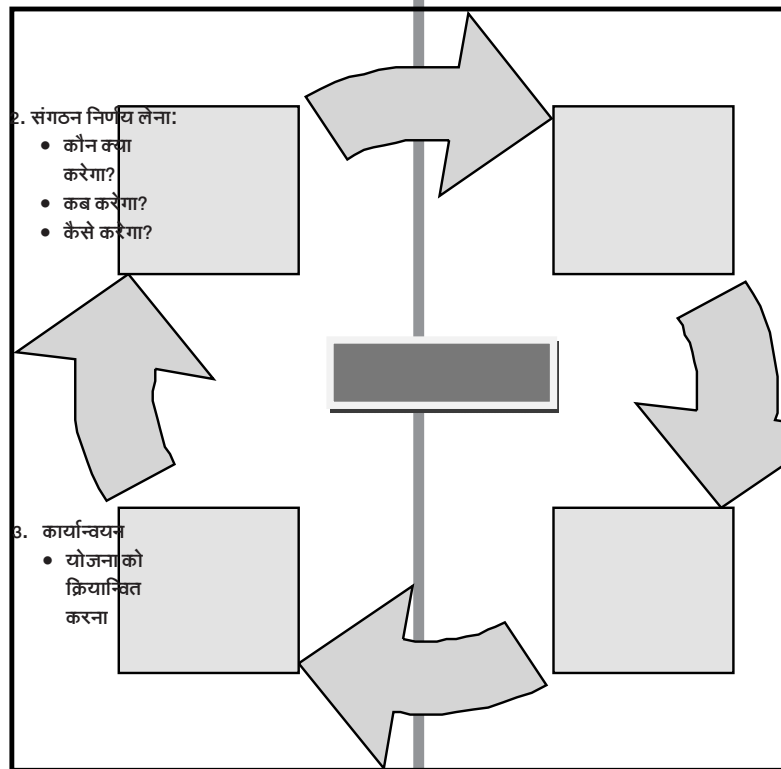 2. संगठन निर्णय लेना:
• कौन क्या
करेगा?
• कब करेगा?
• कैसे करेगा?
3. कार्यान्वयन
• योजना को
क्रियान्वित
करना